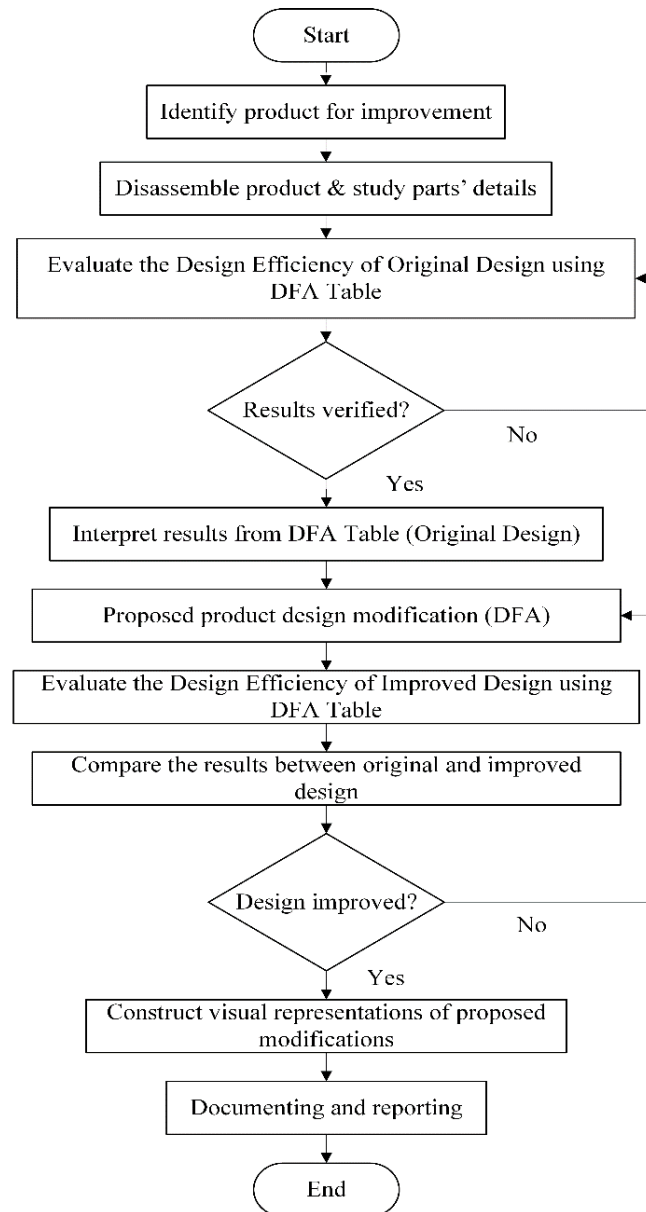 Start
Identify product for improvement
Disassemble product & study parts’ details
Evaluate the Design Efficiency of Original Design using
DFA Table
Results verified?
No
Yes
Interpret results from DFA Table (Original Design)
Proposed product design modification (DFA)
Evaluate the Design Efficiency of Improved Design using
DFA Table
Compare the results between original and improved
design
Design improved?
No
Yes
Construct visual representations of proposed
modifications
Documenting and reporting
End